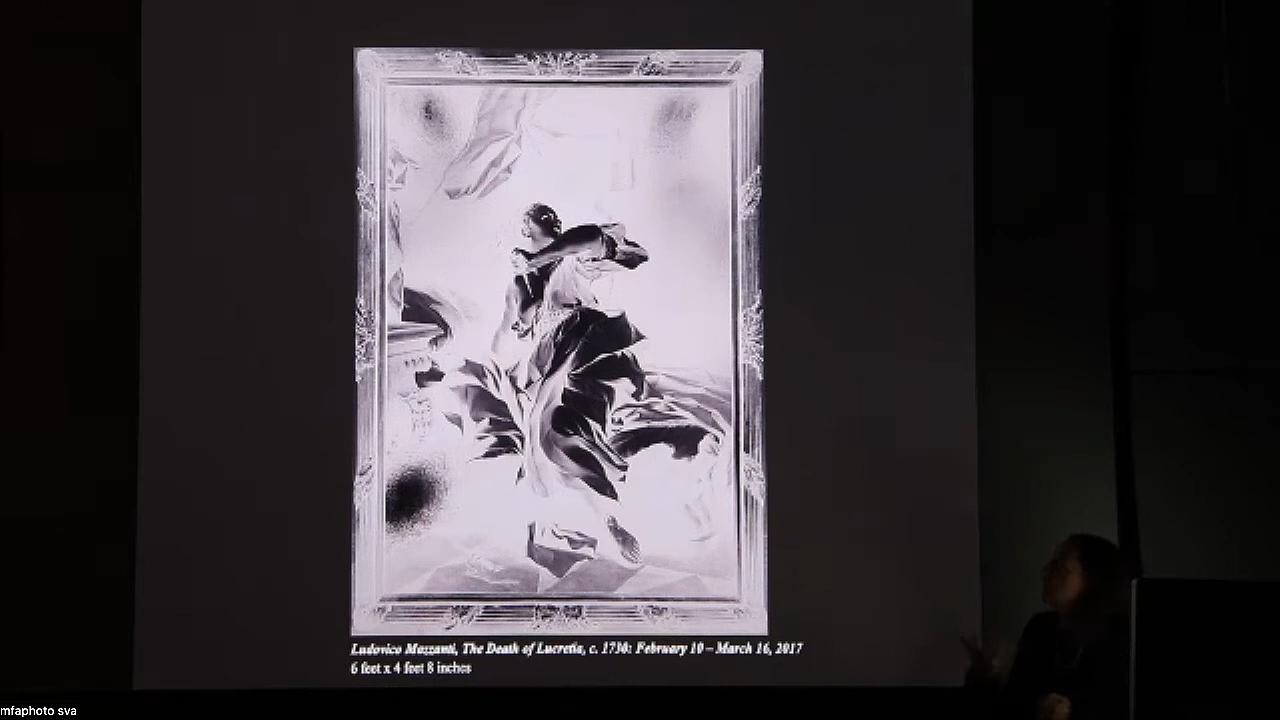 Ludovico Mazzanti, The Death of Lucretia, c. 1730: February 10 – March 16, 2017
6 feet x 4 feet 8 inches
mfaphoto sva